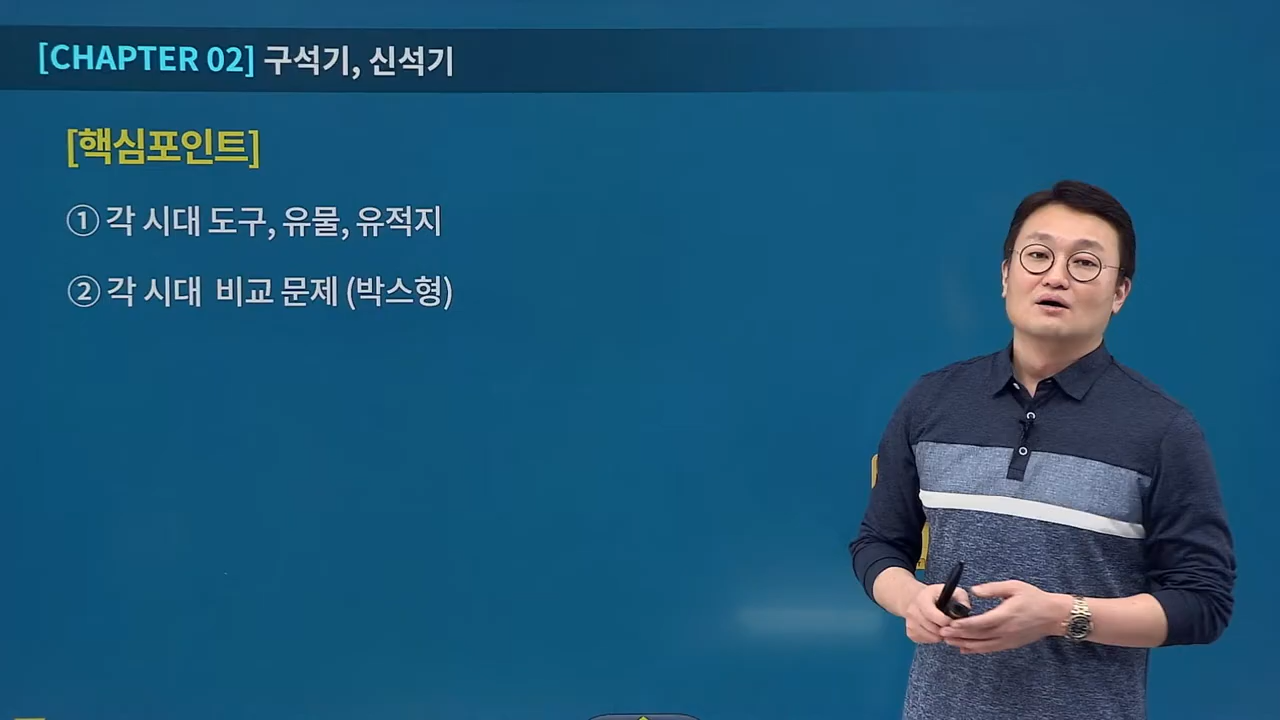 [CHAPTER 02] 구석기, 신석기
[핵심포인트]
① 각 시대 도구, 유물, 유적지
② 각 시대 비교 문제 (박스형)